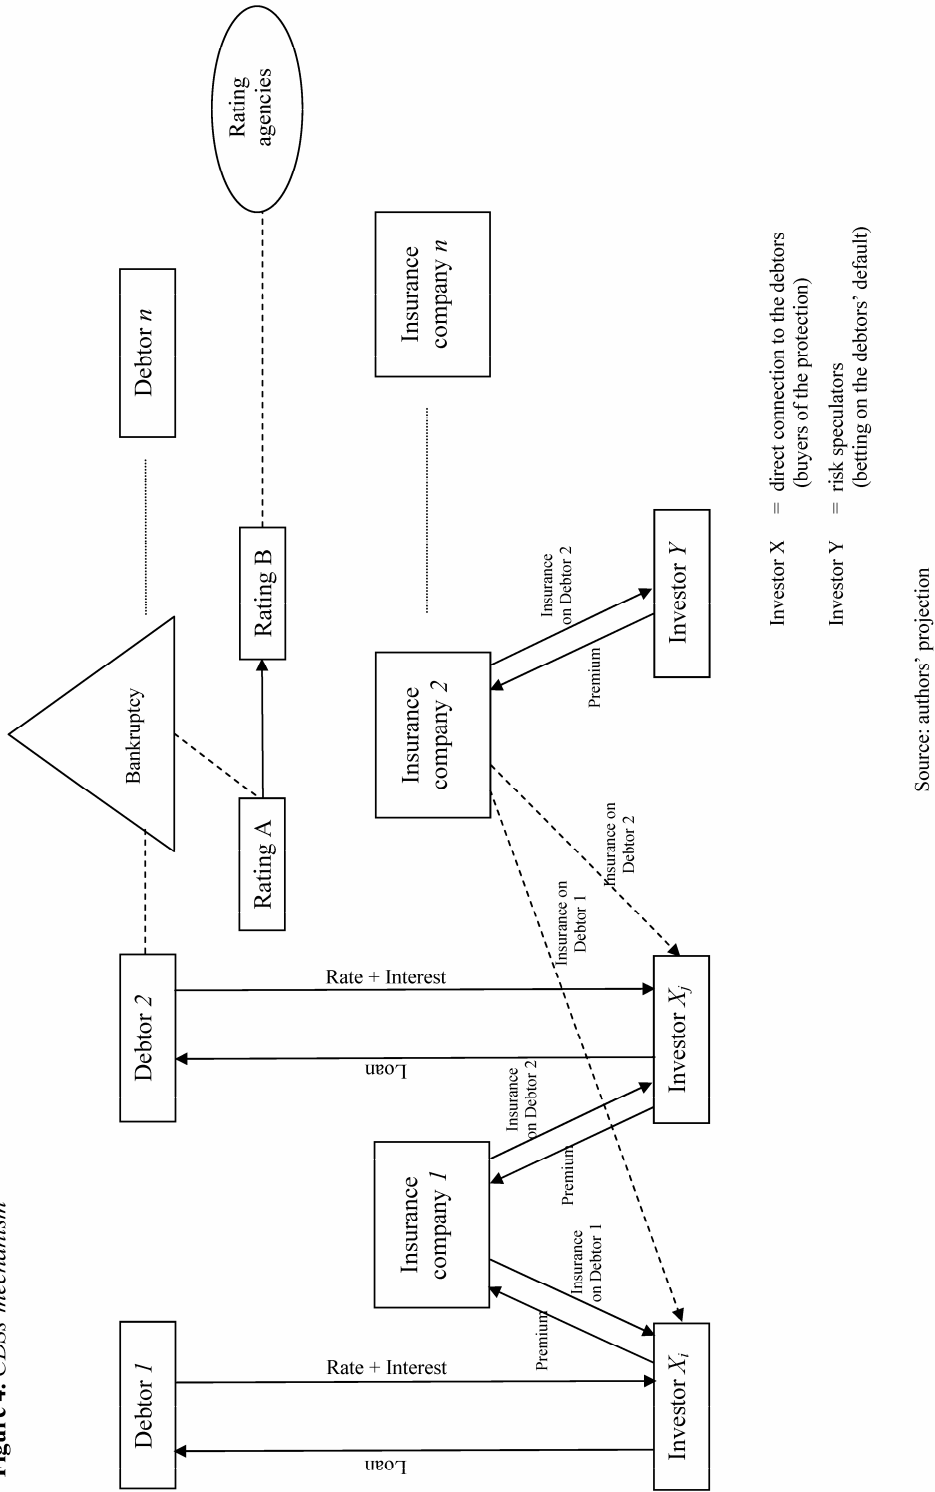 Figure 4. CDSs mechanism
Debtor 1
Debtor 2
Bankruptcy
Debtor n
Rating A
Rating B
Rating
agencies
Loan
Rate + Interest
Loan
Rate + Interest
Insurance
company 1
Insurance
company 2
Insurance
company n
Premium
Insurance
on Debtor 1
Premium
Insurance
on Debtor 2
Insurance on
Debtor 1
Insurance on
Debtor 2
Premium
Insurance
on Debtor 2
Investor Xi
Investor Xj
Investor Y
Investor X = direct connection to the debtors
(buyers of the protection)
Investor Y = risk speculators
(betting on the debtors' default)
Source: authors' projection